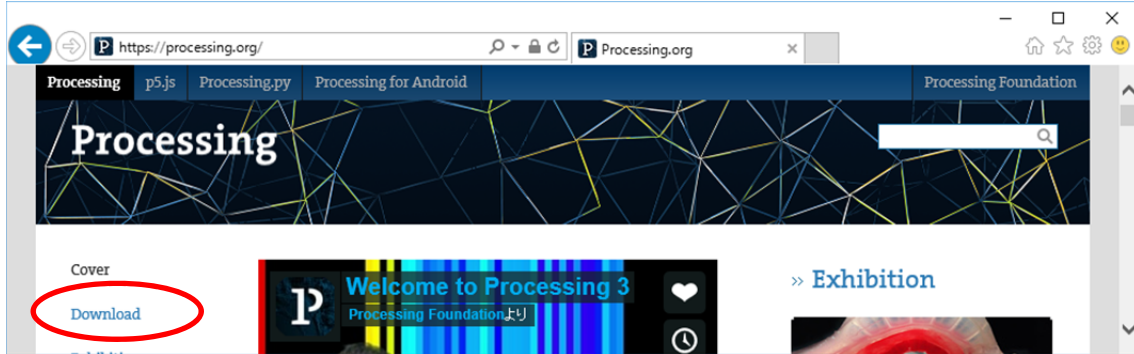 https://processing.org/
Processing.org
Processing p5.js Processing.py Processing for Android Processing Foundation
Processing
Cover
Download
Welcome to Processing 3
Processing Foundationより
» Exhibition